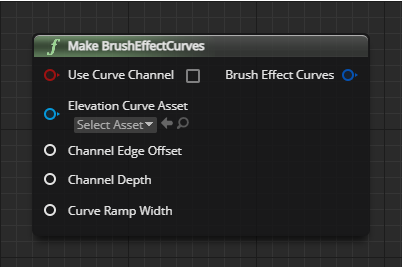 Make BrushEffectCurves
Use Curve Channel
Brush Effect Curves
Elevation Curve Asset
Select Asset
Channel Edge Offset
Channel Depth
Curve Ramp Width